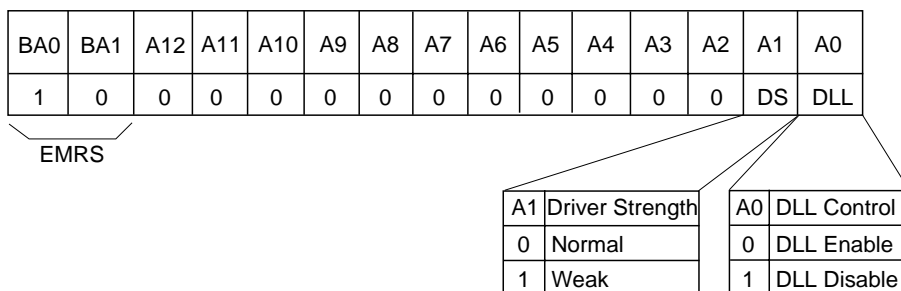 BA0 BA1 A12 A11 A10 A9 A8 A7 A6 A5 A4 A3 A2 A1 A0
1 0 0 0 0 0 0 0 0 0 0 0 0 DS DLL
EMRS
A1 Driver Strength A0 DLL Control
0 Normal 0 DLL Enable
1 Weak 1 DLL Disable